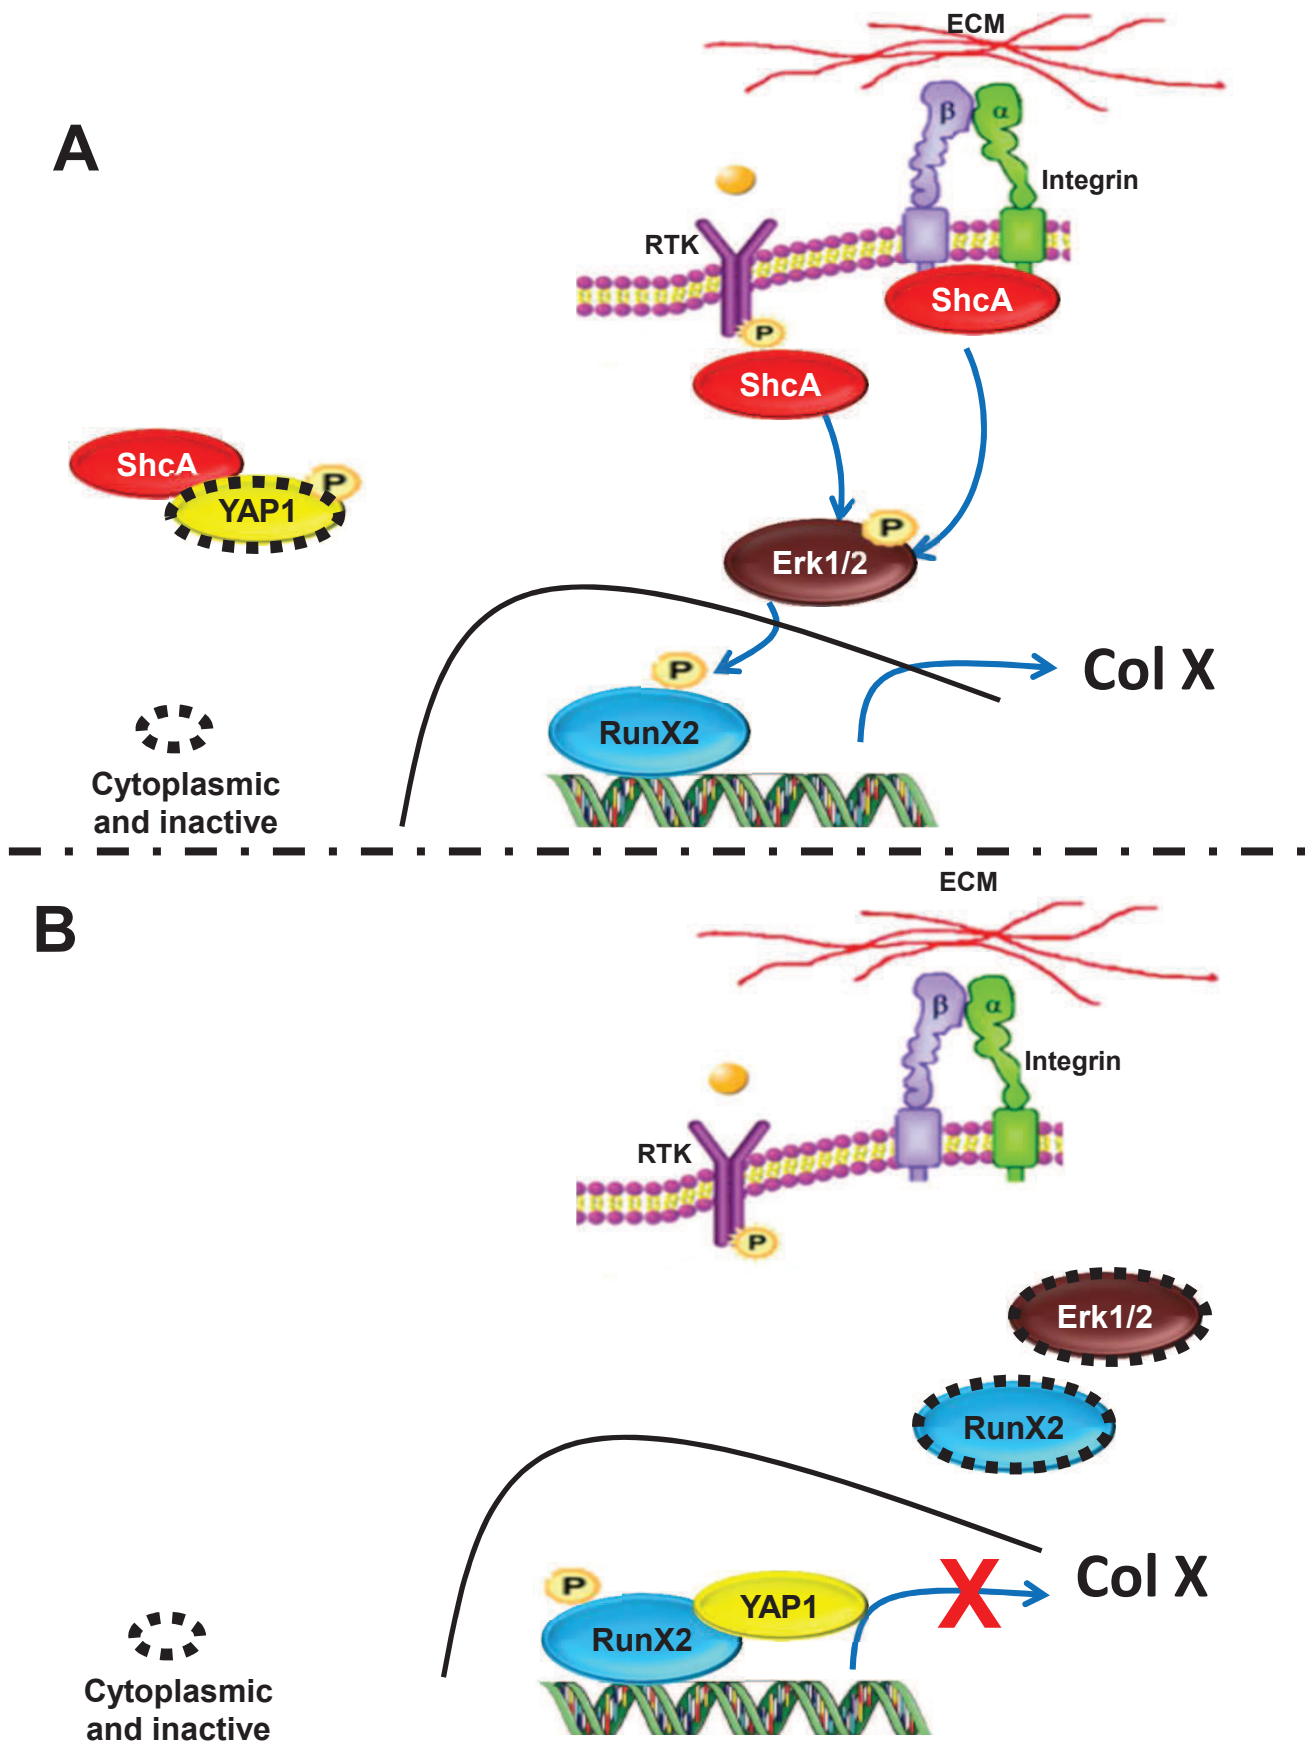 A
ECM
β
α
Integrin
RTK
P
ShcA
ShcA
ShcA
P
YAP1
P
Erk1/2
P
Col X
RunX2
Cytoplasmic
and inactive
B
ECM
β
α
Integrin
RTK
P
Erk1/2
RunX2
Col X
X
P
YAP1
RunX2
Cytoplasmic
and inactive